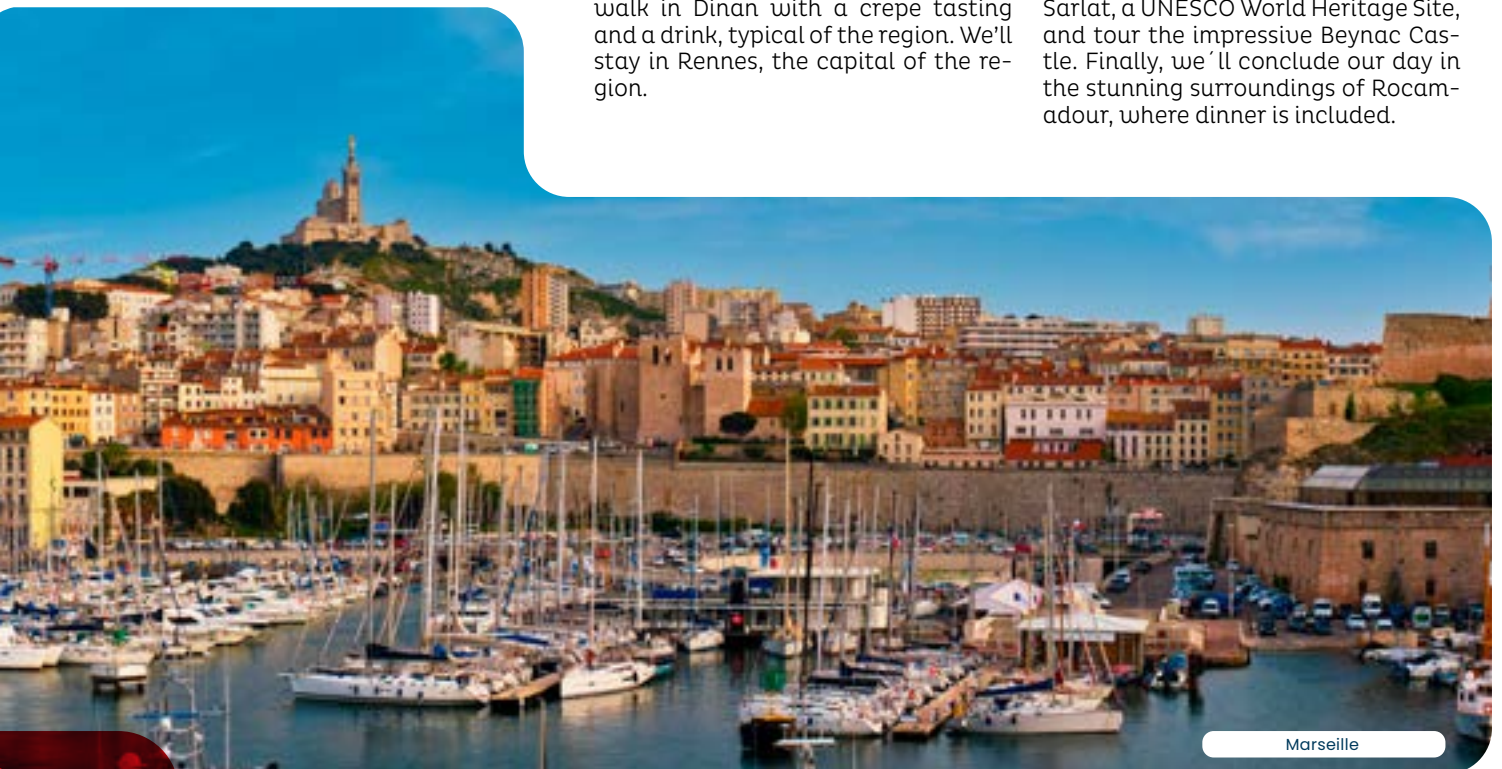 walk in Dinan with a crepe tasting
and a drink, typical of the region. We'll
stay in Rennes, the capital of the re-
gion.
Sarlat, a UNESCO World Heritage Site,
and tour the impressive Beynac Cas-
tle. Finally, we´ll conclude our day in
the stunning surroundings of Rocam-
adour, where dinner is included.
Marseille